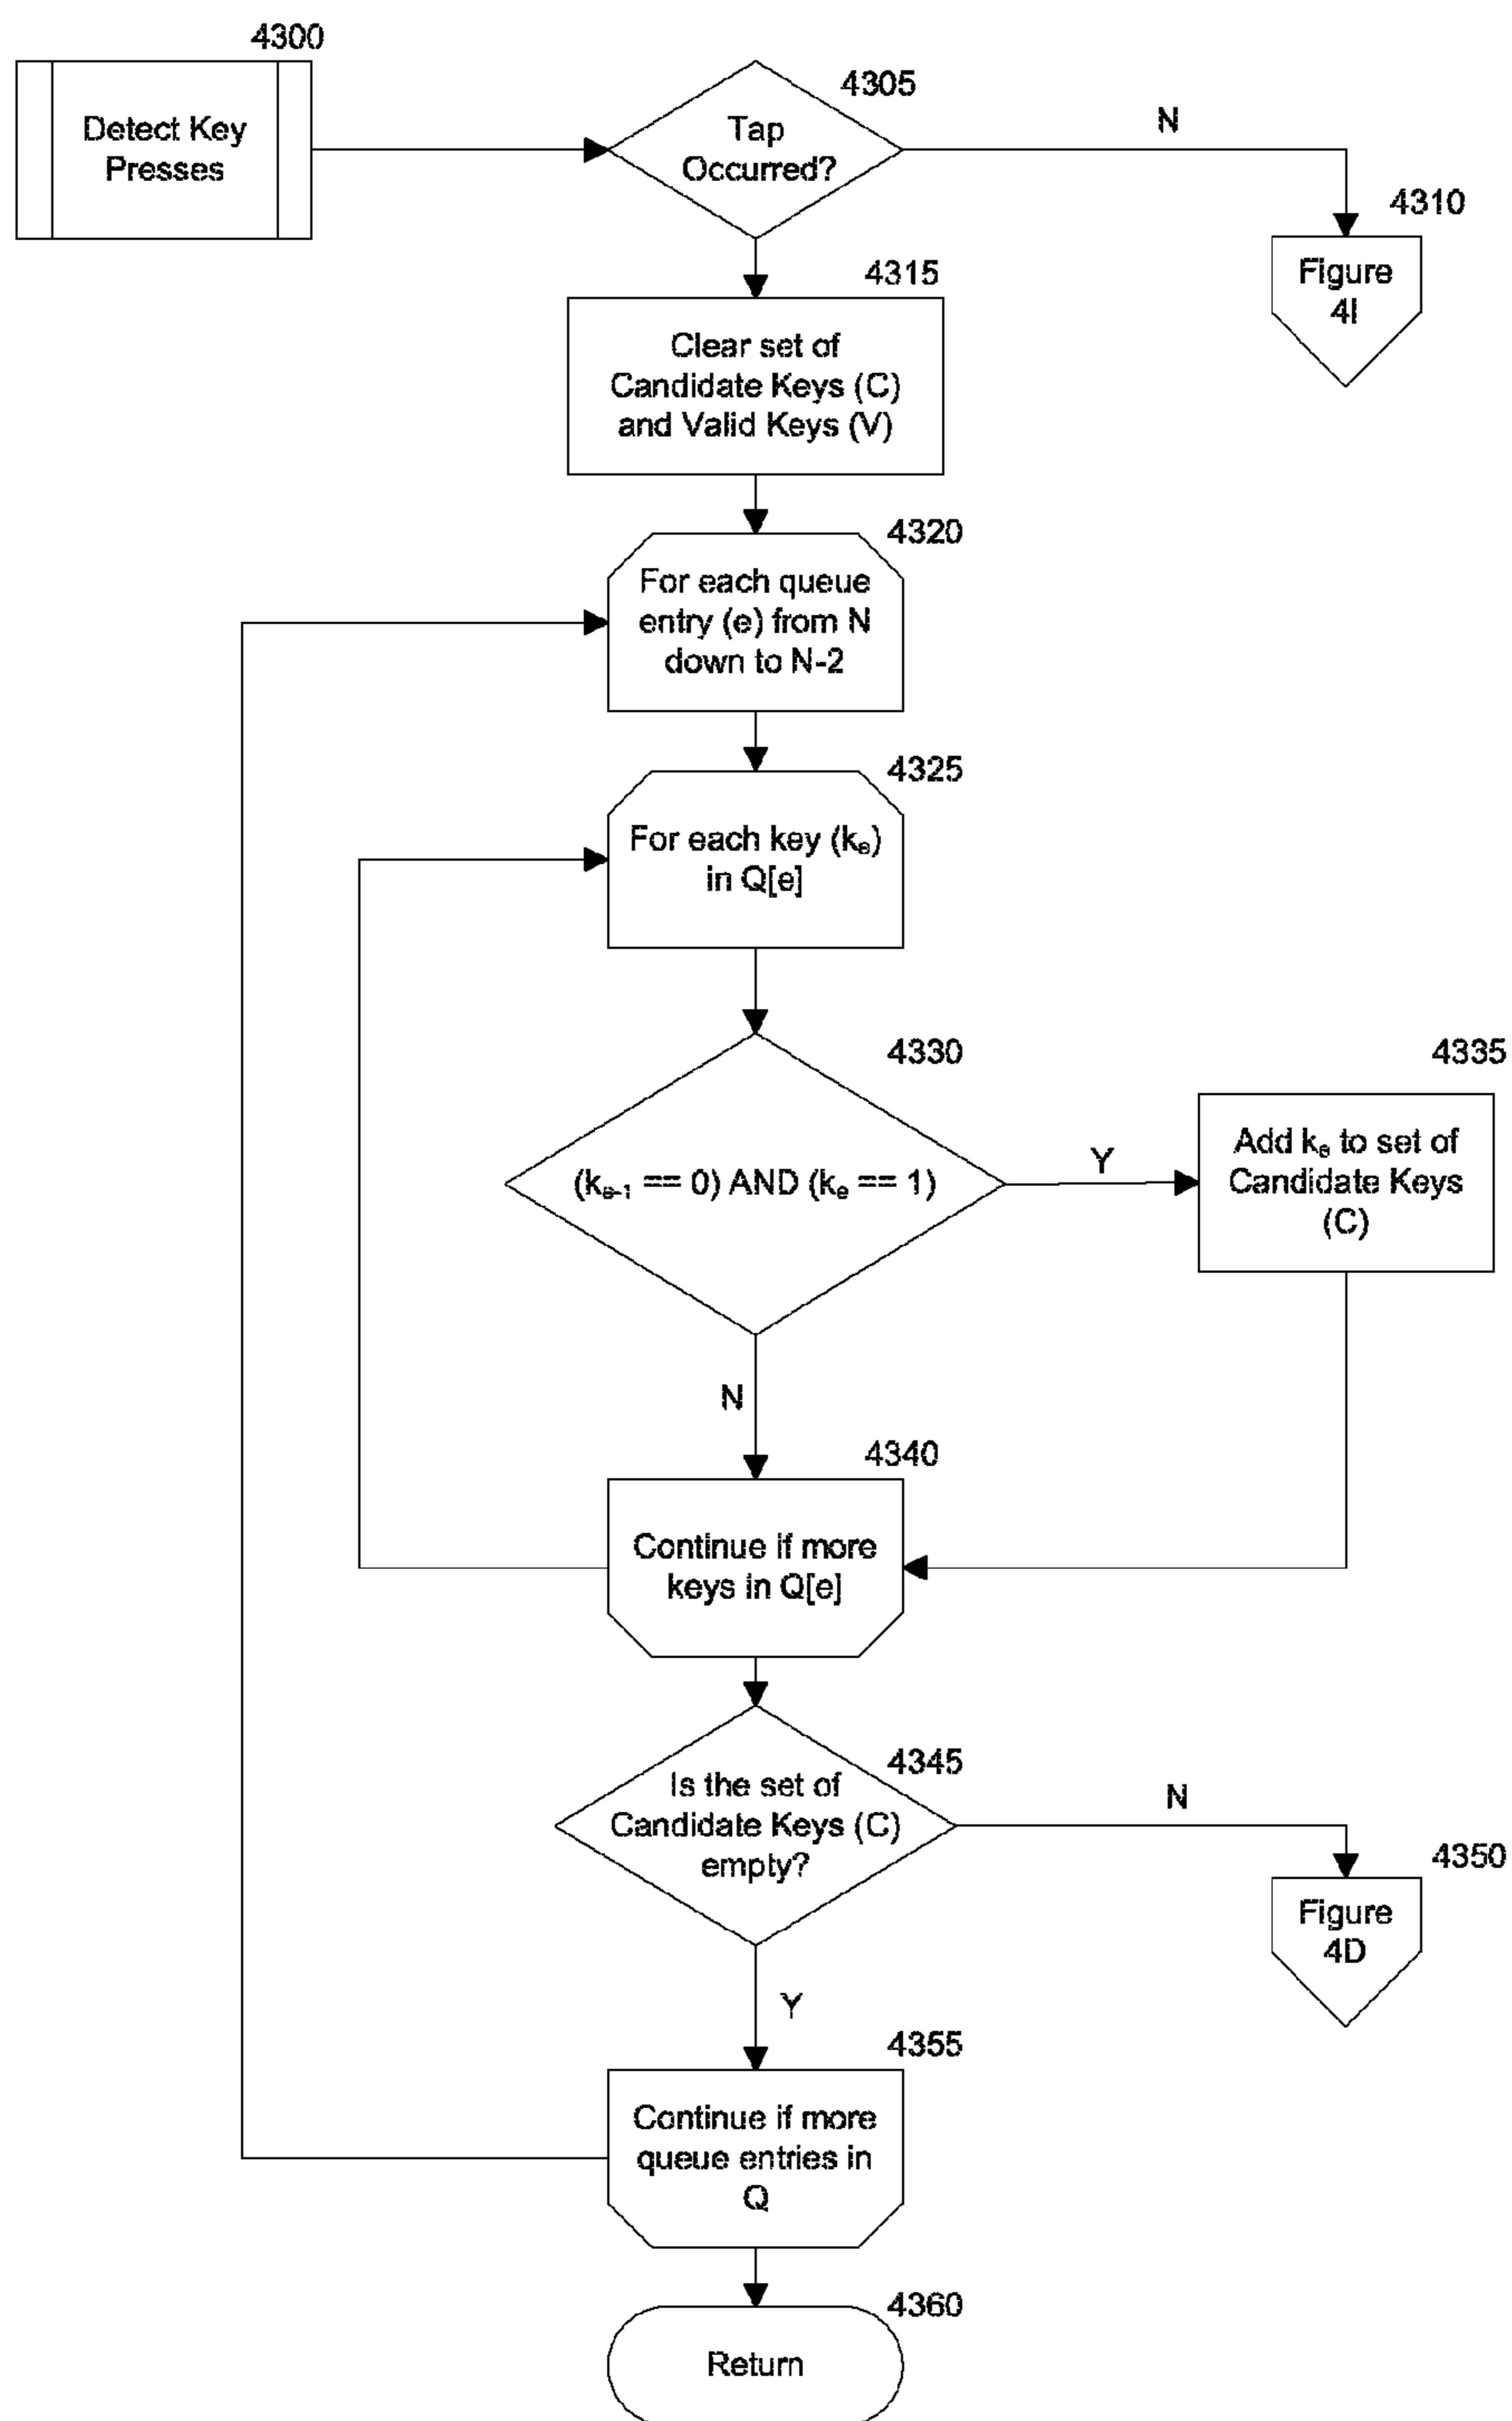 4300
Detect Key
Presses
4305
Tap
Occurred?
N
4310
Figure
4I
4315
Clear set of
Candidate Keys (C)
and Valid Keys (V)
4320
For each queue
entry (e) from N
down to N-2
4325
For each key (kₑ)
in Q[e]
4330
(kₑ₋₁ == 0) AND (kₑ == 1)
Y
4335
Add kₑ to set of
Candidate Keys
(C)
N
4340
Continue if more
keys in Q[e]
4345
Is the set of
Candidate Keys (C)
empty?
N
4350
Figure
4D
Y
4355
Continue if more
queue entries in
Q
4360
Return